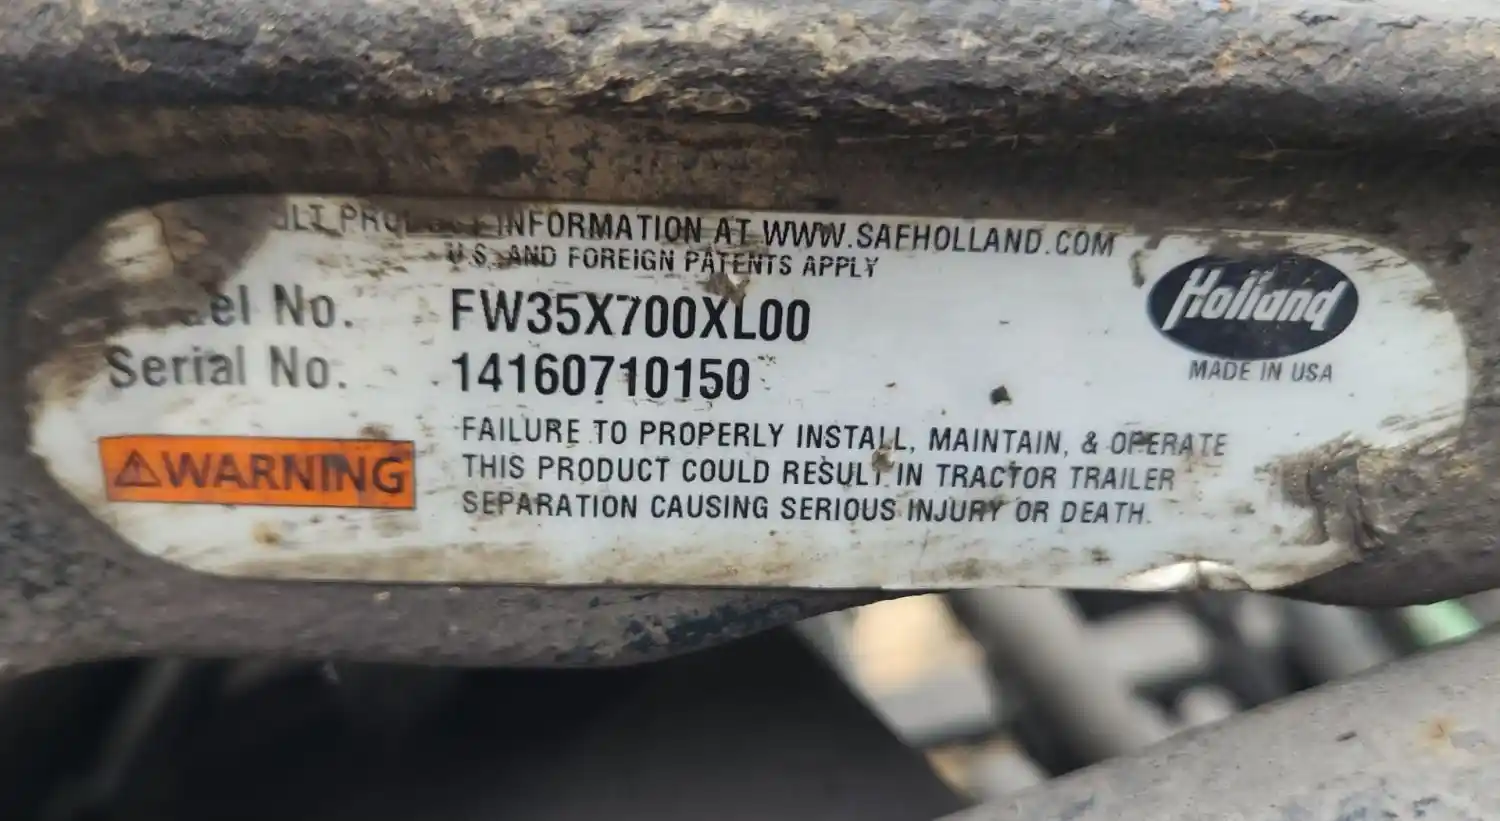 INFORMATION AT WWW.SAFHOLLAND.COM
U.S. AND FOREIGN PATENTS APPLY
No. FW35X700XL00
Serial No. 14160710150
Holland
MADE IN USA
WARNING
FAILURE TO PROPERLY INSTALL, MAINTAIN, & OPERATE
THIS PRODUCT COULD RESULT IN TRACTOR TRAILER
SEPARATION CAUSING SERIOUS INJURY OR DEATH.